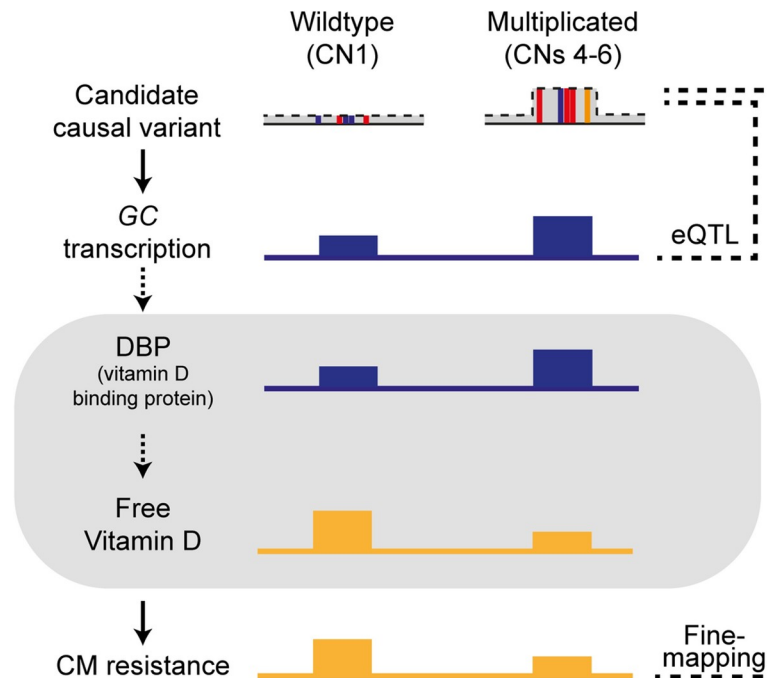 Wildtype
(CN1)
Multiplicated
(CNs 4-6)
Candidate
causal variant
GC
transcription
eQTL
DBP
(vitamin D
binding protein)
Free
Vitamin D
CM resistance
Fine-
mapping